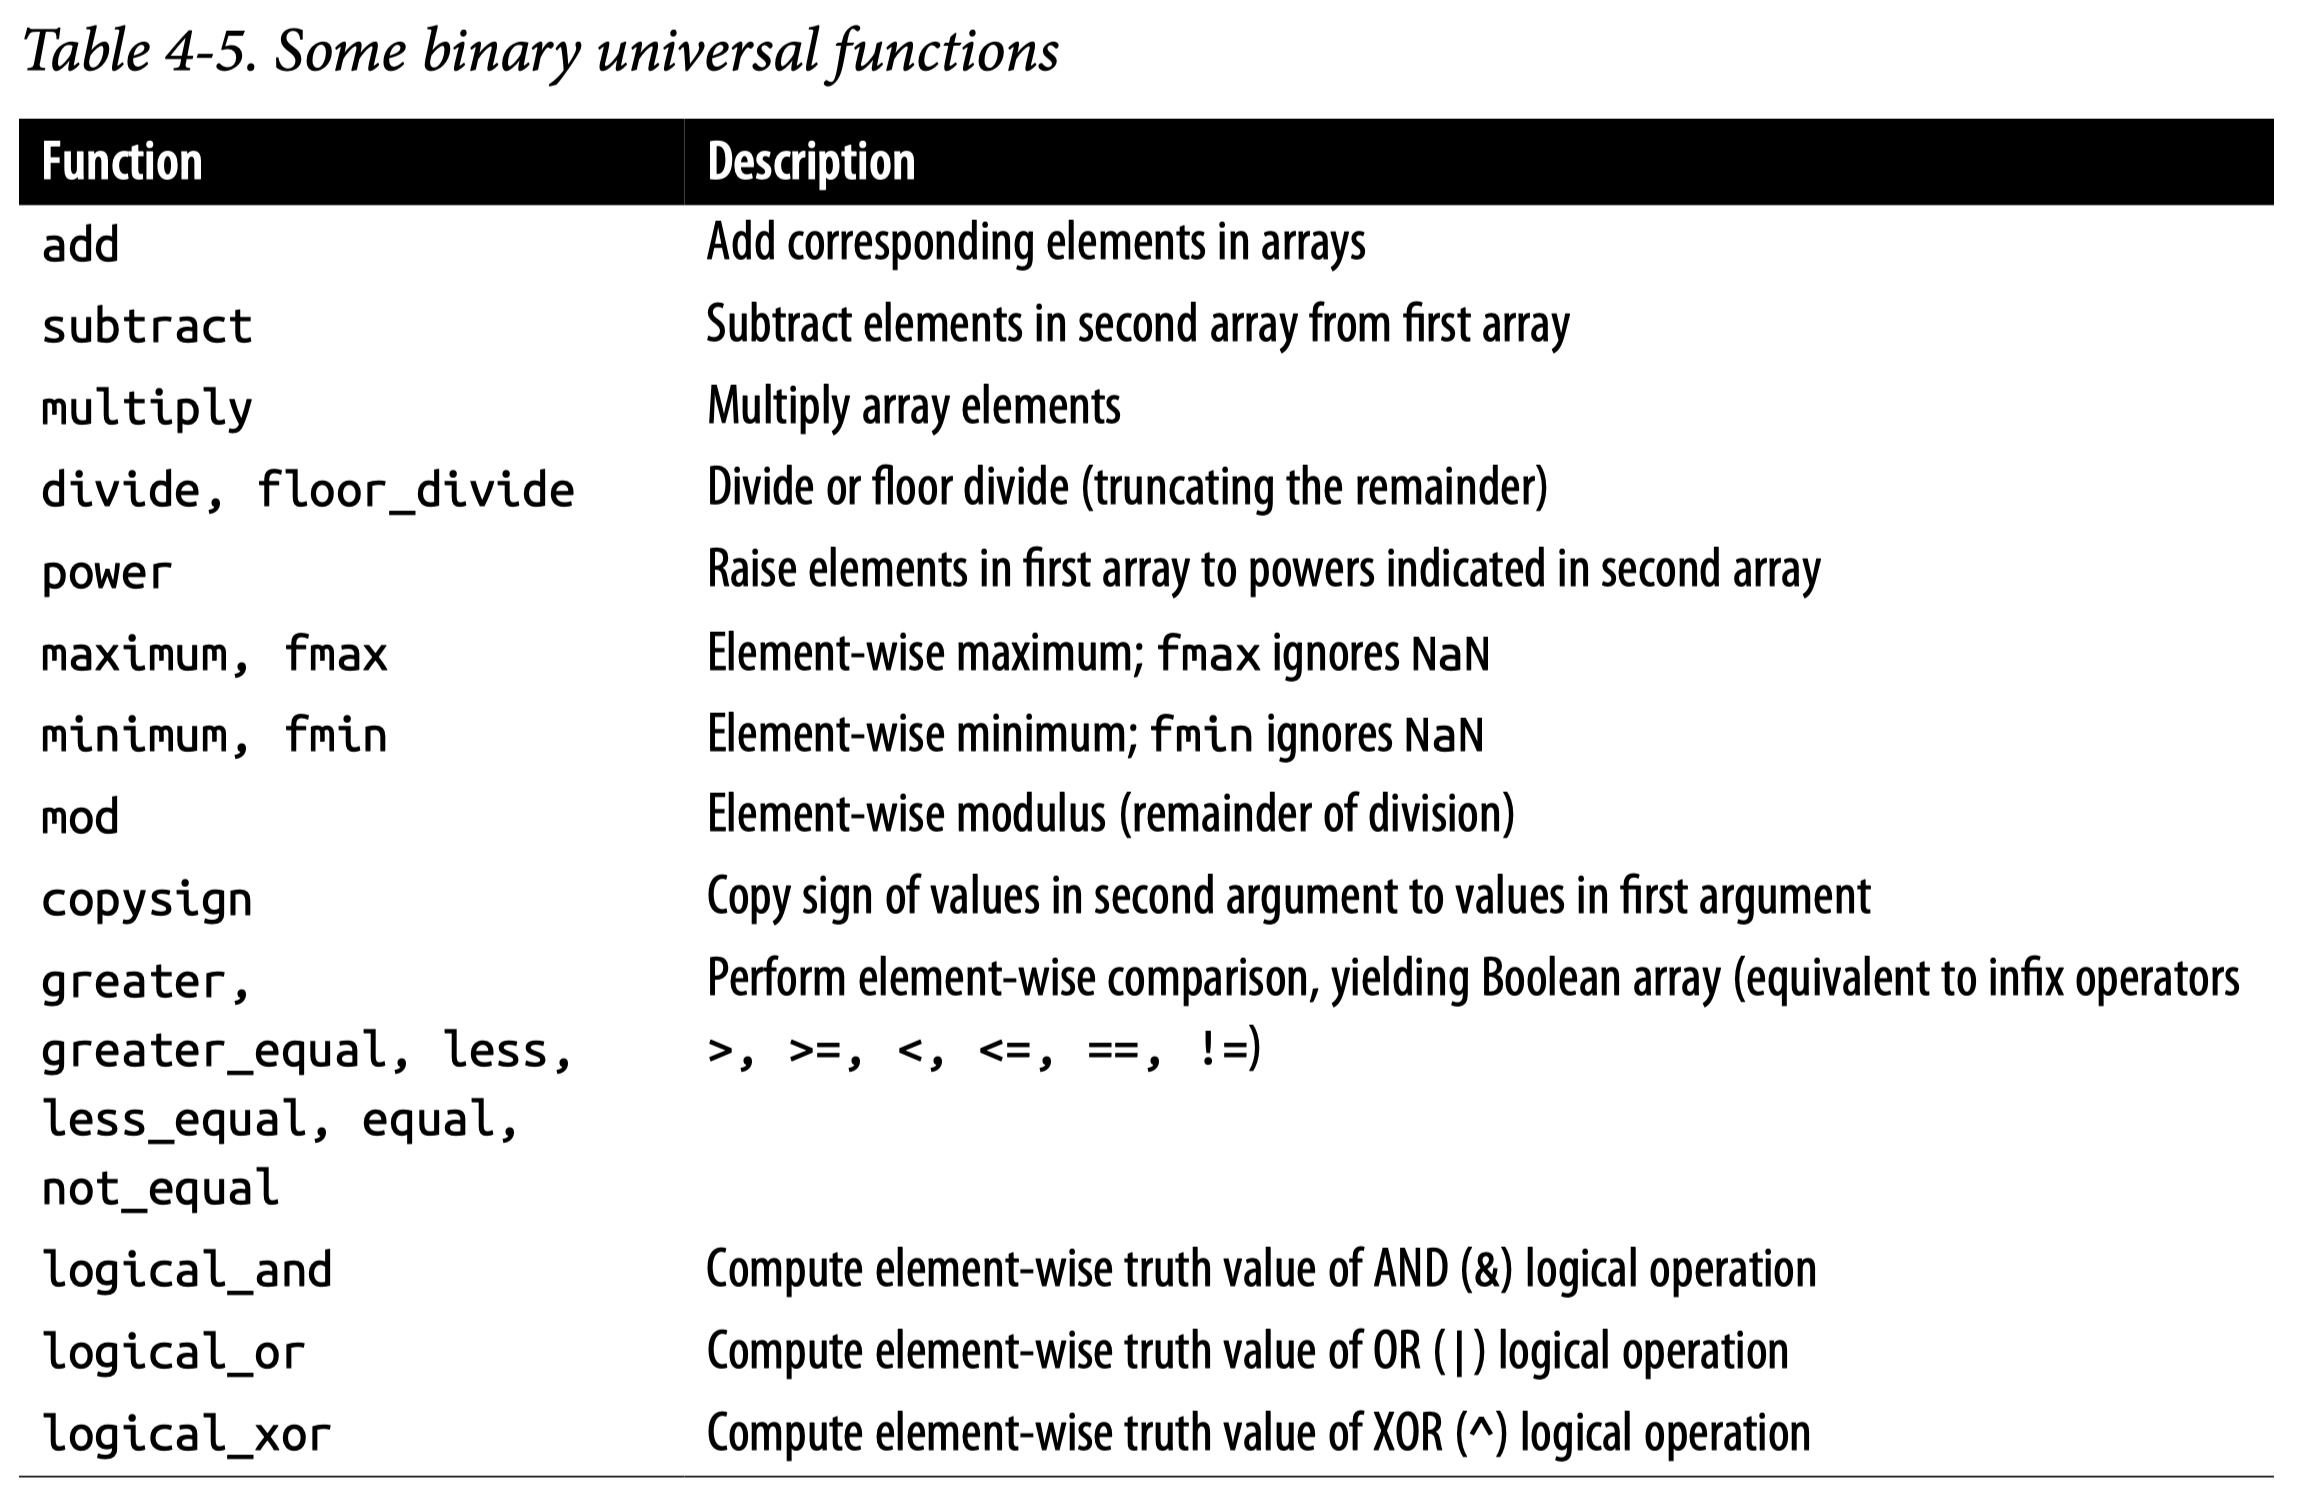 Table 4-5. Some binary universal functions
Function Description
add Add corresponding elements in arrays
subtract Subtract elements in second array from first array
multiply Multiply array elements
divide, floor_divide Divide or floor divide (truncating the remainder)
power Raise elements in first array to powers indicated in second array
maximum, fmax Element-wise maximum; fmax ignores NaN
minimum, fmin Element-wise minimum; fmin ignores NaN
mod Element-wise modulus (remainder of division)
copysign Copy sign of values in second argument to values in first argument
greater, Perform element-wise comparison, yielding Boolean array (equivalent to infix operators
greater_equal, less, >, >=, <, <=, ==, !=)
less_equal, equal,
not_equal
logical_and Compute element-wise truth value of AND (&) logical operation
logical_or Compute element-wise truth value of OR (|) logical operation
logical_xor Compute element-wise truth value of XOR (^) logical operation